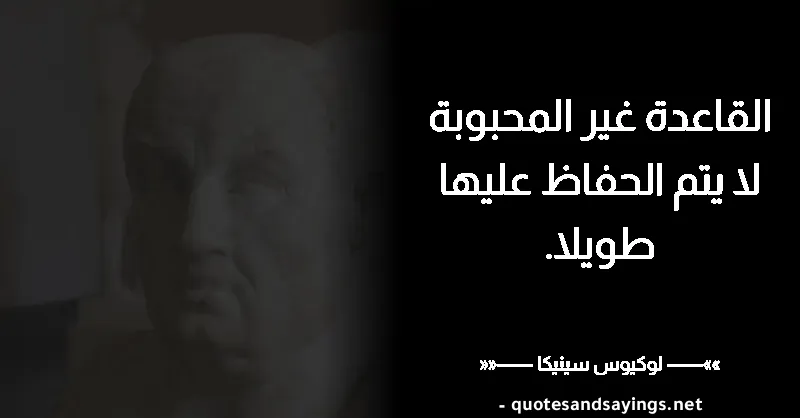 القاعدة غير المحبوبة
لا يتم الحفاظ عليها
طويلا.
»»—— لوكيوس سينيكا ——««
- quotesandsayings.net